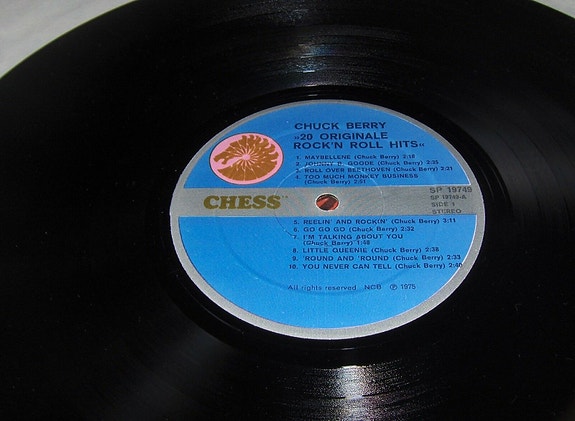 CHUCK BERRY
„20 ORIGINALE
ROCK'N ROLL HITS“
1. MAYBELLENE (Chuck Berry) 2:18
2. JOHNNY B. GOODE (Chuck Berry) 2:38
3. ROLL OVER BEETHOVEN (Chuck Berry) 2:21
4. TOO MUCH MONKEY BUSINESS
(Chuck Berry) 2:51
CHESS
SP 19749
SP 19749-A
SIDE 1
STEREO
5. REELIN' AND ROCKIN' (Chuck Berry) 3:11
6. GO GO GO (Chuck Berry) 2:32
7. I'M TALKING ABOUT YOU
(Chuck Berry) 1:48
8. LITTLE QUEENIE (Chuck Berry) 2:38
9. 'ROUND AND 'ROUND (Chuck Berry) 2:33
10. YOU NEVER CAN TELL (Chuck Berry) 2:40
All rights reserved NCB ℗ 1975